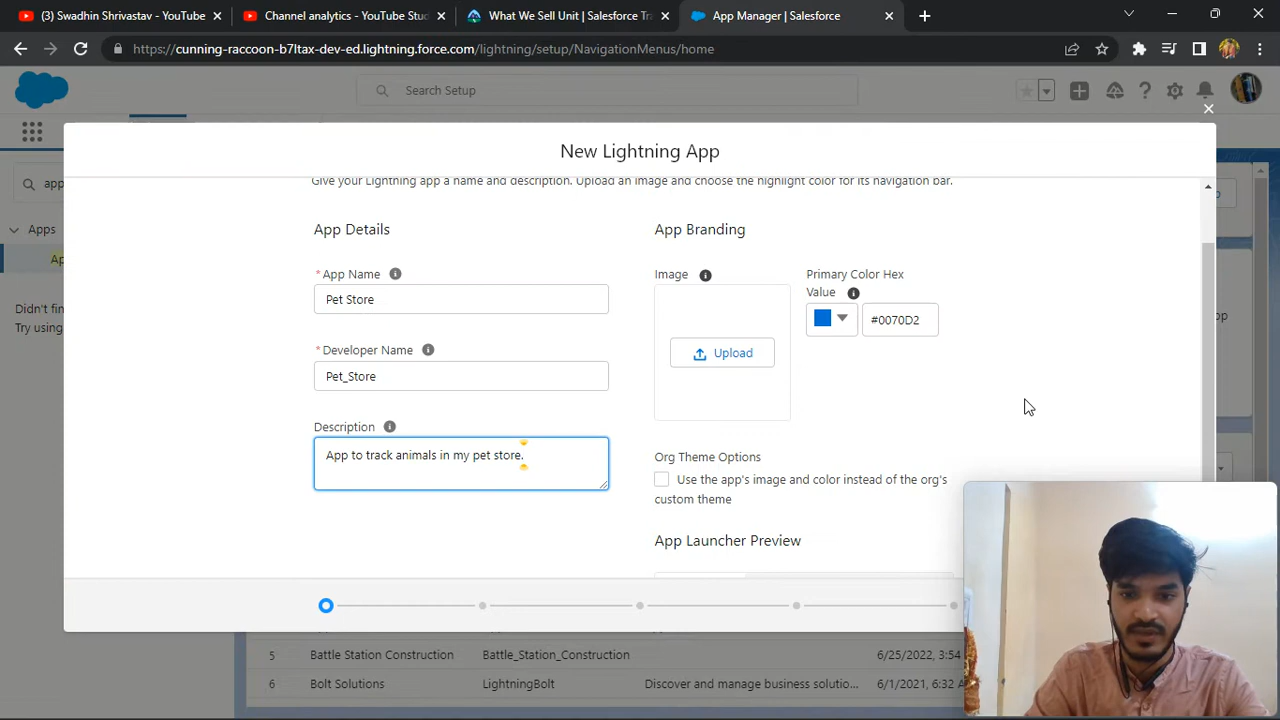 (3) Swadhin Shrivastav - YouTube
Channel analytics - YouTube Stud
What We Sell Unit | Salesforce Tra
App Manager | Salesforce
https://cunning-raccoon-b7ltax-dev-ed.lightning.force.com/lightning/setup/NavigationMenus/home
Search Setup
New Lightning App
app
Give your Lightning app a name and description. Upload an image and choose the highlight color for its navigation bar.
Apps
App Details
App Branding
Ap
*App Name
Image
Primary Color Hex
Value
Pet Store
#0070D2
Didn't fin
Try using
*Developer Name
Upload
Pet_Store
Description
App to track animals in my pet store.
Org Theme Options
Use the app's image and color instead of the org's
custom theme
App Launcher Preview
5 Battle Station Construction Battle_Station_Construction 6/25/2022, 3:54
6 Bolt Solutions LightningBolt Discover and manage business solutio... 6/1/2021, 6:32 A